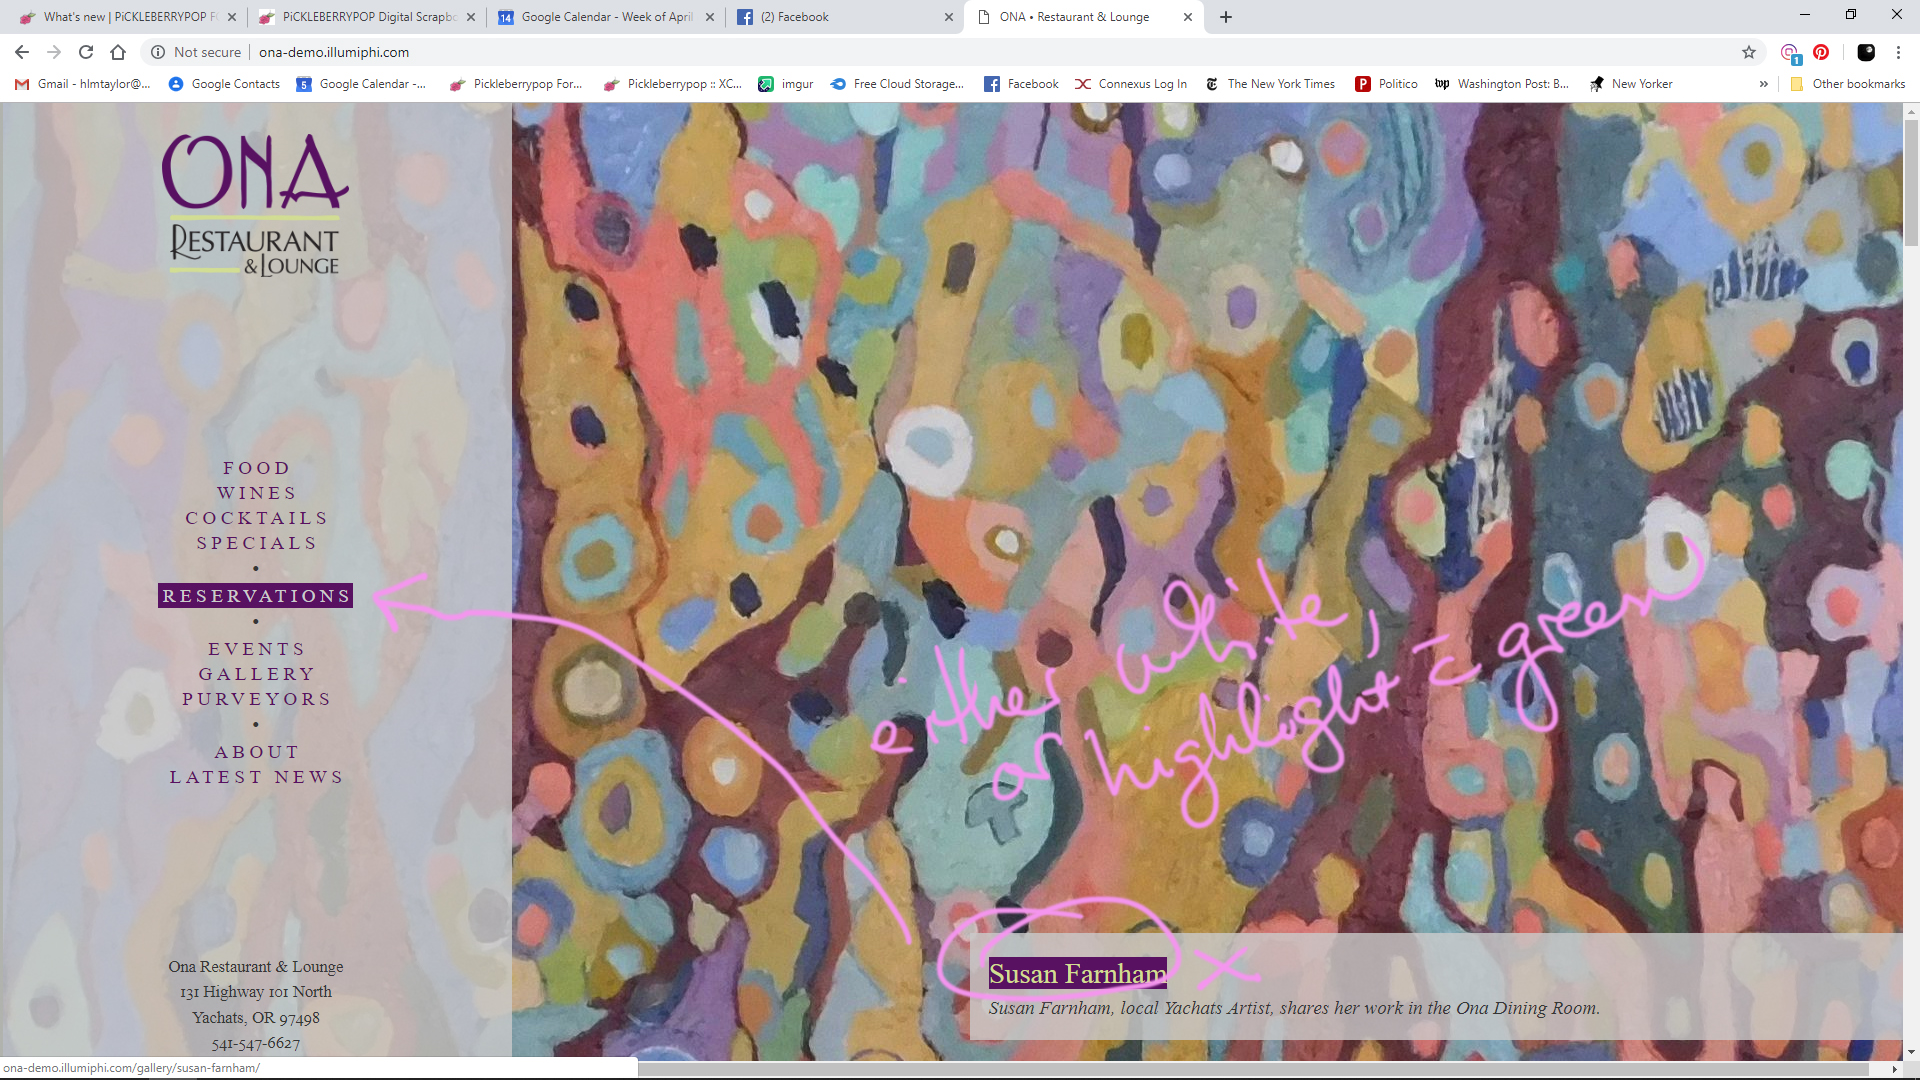 What's new | PiCKLEBERRYPOP F
PiCKLEBERRYPOP Digital Scrapbo
Google Calendar - Week of April
(2) Facebook
ONA • Restaurant & Lounge
Not secure
ona-demo.illumiphi.com
1
Gmail - hlmtaylor@...
Google Contacts
5
Google Calendar -...
Pickleberrypop For...
Pickleberrypop :: XC...
imgur
Free Cloud Storage...
Facebook
Connexus Log In
The New York Times
Politico
Washington Post: B...
New Yorker
»
Other bookmarks
ONA
RESTAURANT
& LOUNGE
FOOD
WINES
COCKTAILS
SPECIALS
•
RESERVATIONS
•
EVENTS
GALLERY
PURVEYORS
•
ABOUT
LATEST NEWS
either white,
or highlight = green
Susan Farnham
Susan Farnham, local Yachats Artist, shares her work in the Ona Dining Room.
Ona Restaurant & Lounge
131 Highway 101 North
Yachats, OR 97498
541-547-6627
ona-demo.illumiphi.com/gallery/susan-farnham/